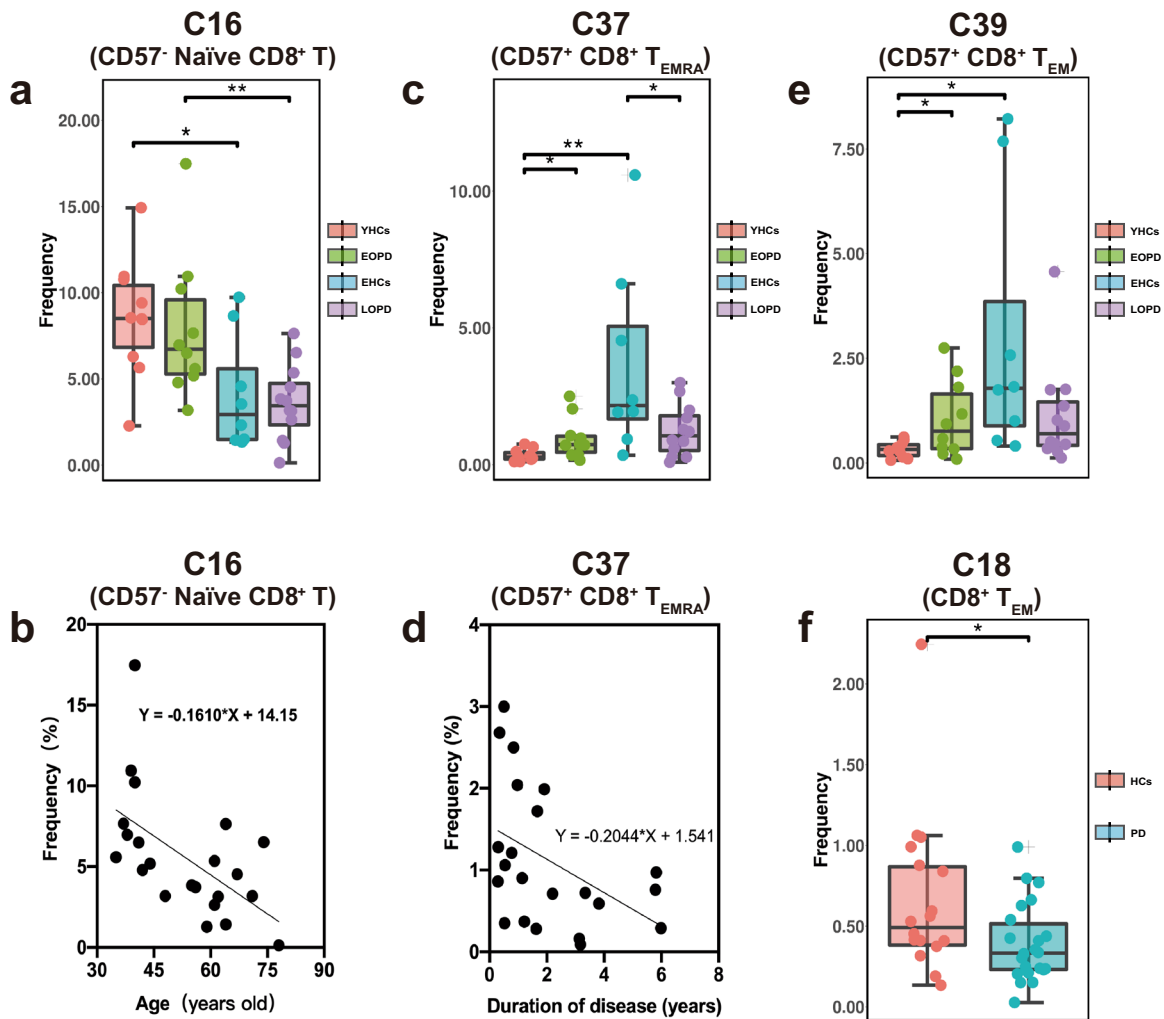 C16
(CD57⁻ Naïve CD8⁺ T)
a
Frequency
20.00
15.00
10.00
5.00
0.00
**
*
YHCs
EOPD
EHCs
LOPD
C37
(CD57⁺ CD8⁺ T_EMRA)
c
Frequency
10.00
5.00
0.00
*
**
*
YHCs
EOPD
EHCs
LOPD
C39
(CD57⁺ CD8⁺ T_EM)
e
Frequency
7.50
5.00
2.50
0.00
*
*
YHCs
EOPD
EHCs
LOPD
C16
(CD57⁻ Naïve CD8⁺ T)
b
Frequency (%)
20
15
10
5
0
Y = -0.1610*X + 14.15
30 45 60 75 90
Age (years old)
C37
(CD57⁺ CD8⁺ T_EMRA)
d
Frequency (%)
4
3
2
1
0
Y = -0.2044*X + 1.541
0 2 4 6 8
Duration of disease (years)
C18
(CD8⁺ T_EM)
f
Frequency
2.00
1.50
1.00
0.50
0.00
*
HCs
PD